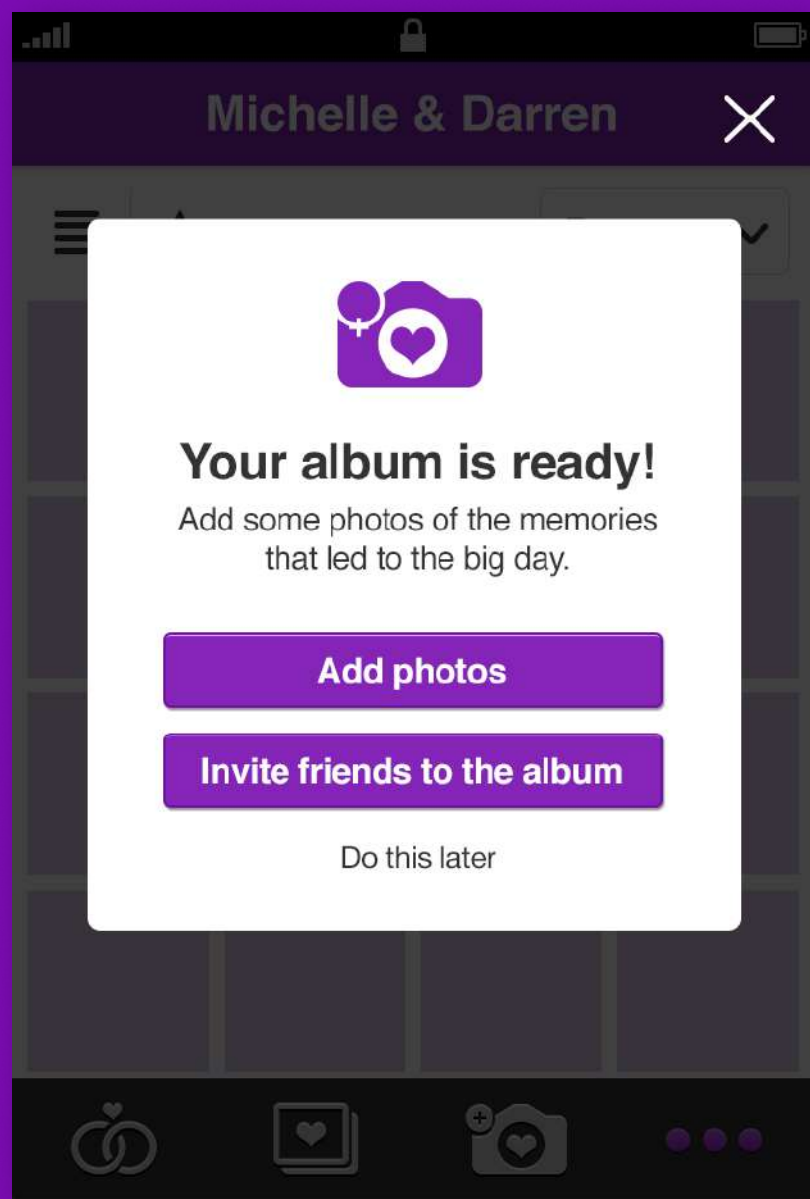 Michelle & Darren
Your album is ready!
Add some photos of the memories
that led to the big day.
Add photos
Invite friends to the album
Do this later